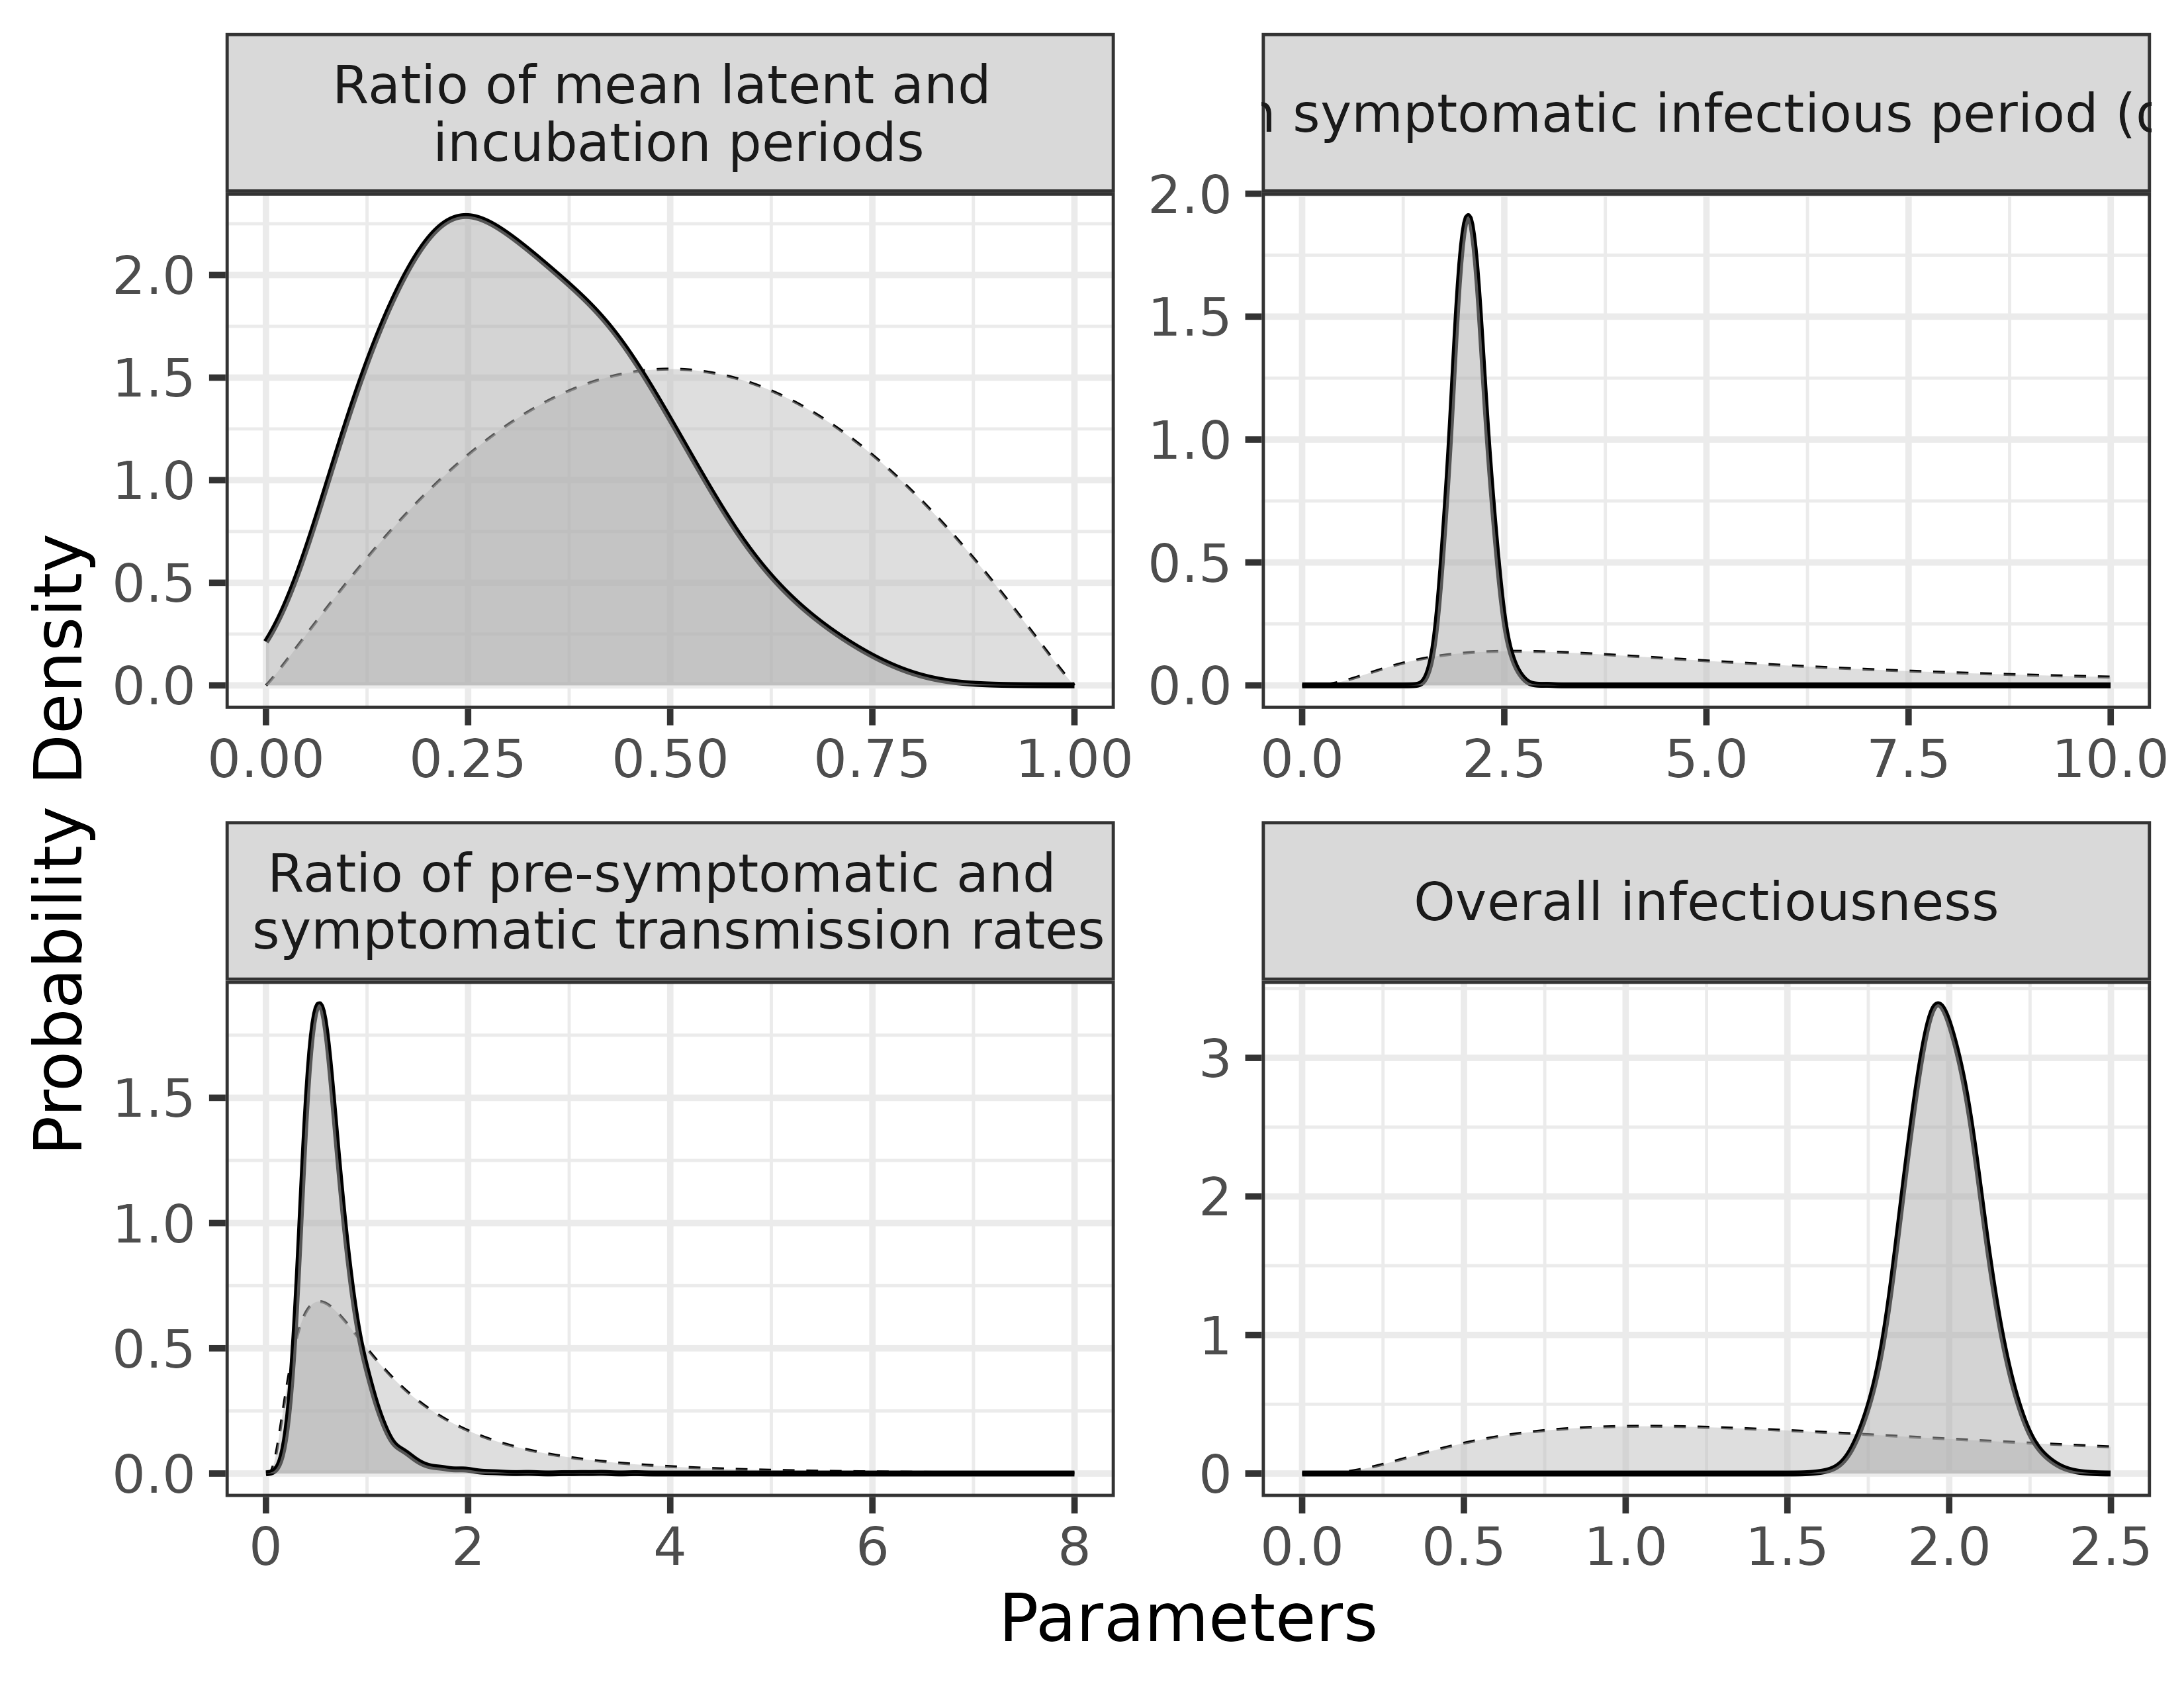 Ratio of mean latent and
incubation periods
symptomatic infectious period
2.0
1.5
1.0
0.5
0.0
0.00 0.25 0.50 0.75 1.00
2.0
1.5
1.0
0.5
0.0
0.0 2.5 5.0 7.5 10.0
Probability Density
Ratio of pre-symptomatic and
symptomatic transmission rates
Overall infectiousness
1.5
1.0
0.5
0.0
0 2 4 6 8
3
2
1
0
0.0 0.5 1.0 1.5 2.0 2.5
Parameters